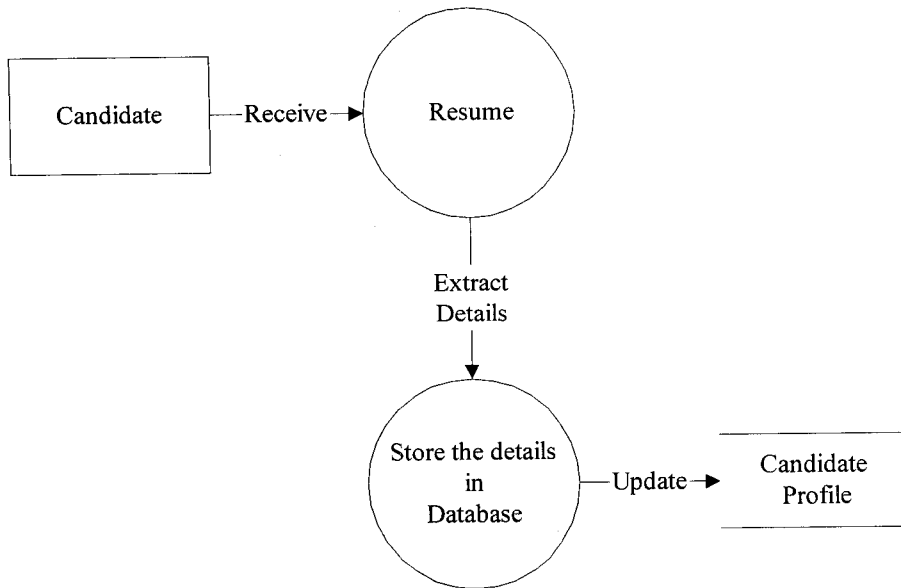 Candidate
Receive
Resume
Extract
Details
Store the details
in
Database
Update
Candidate
Profile